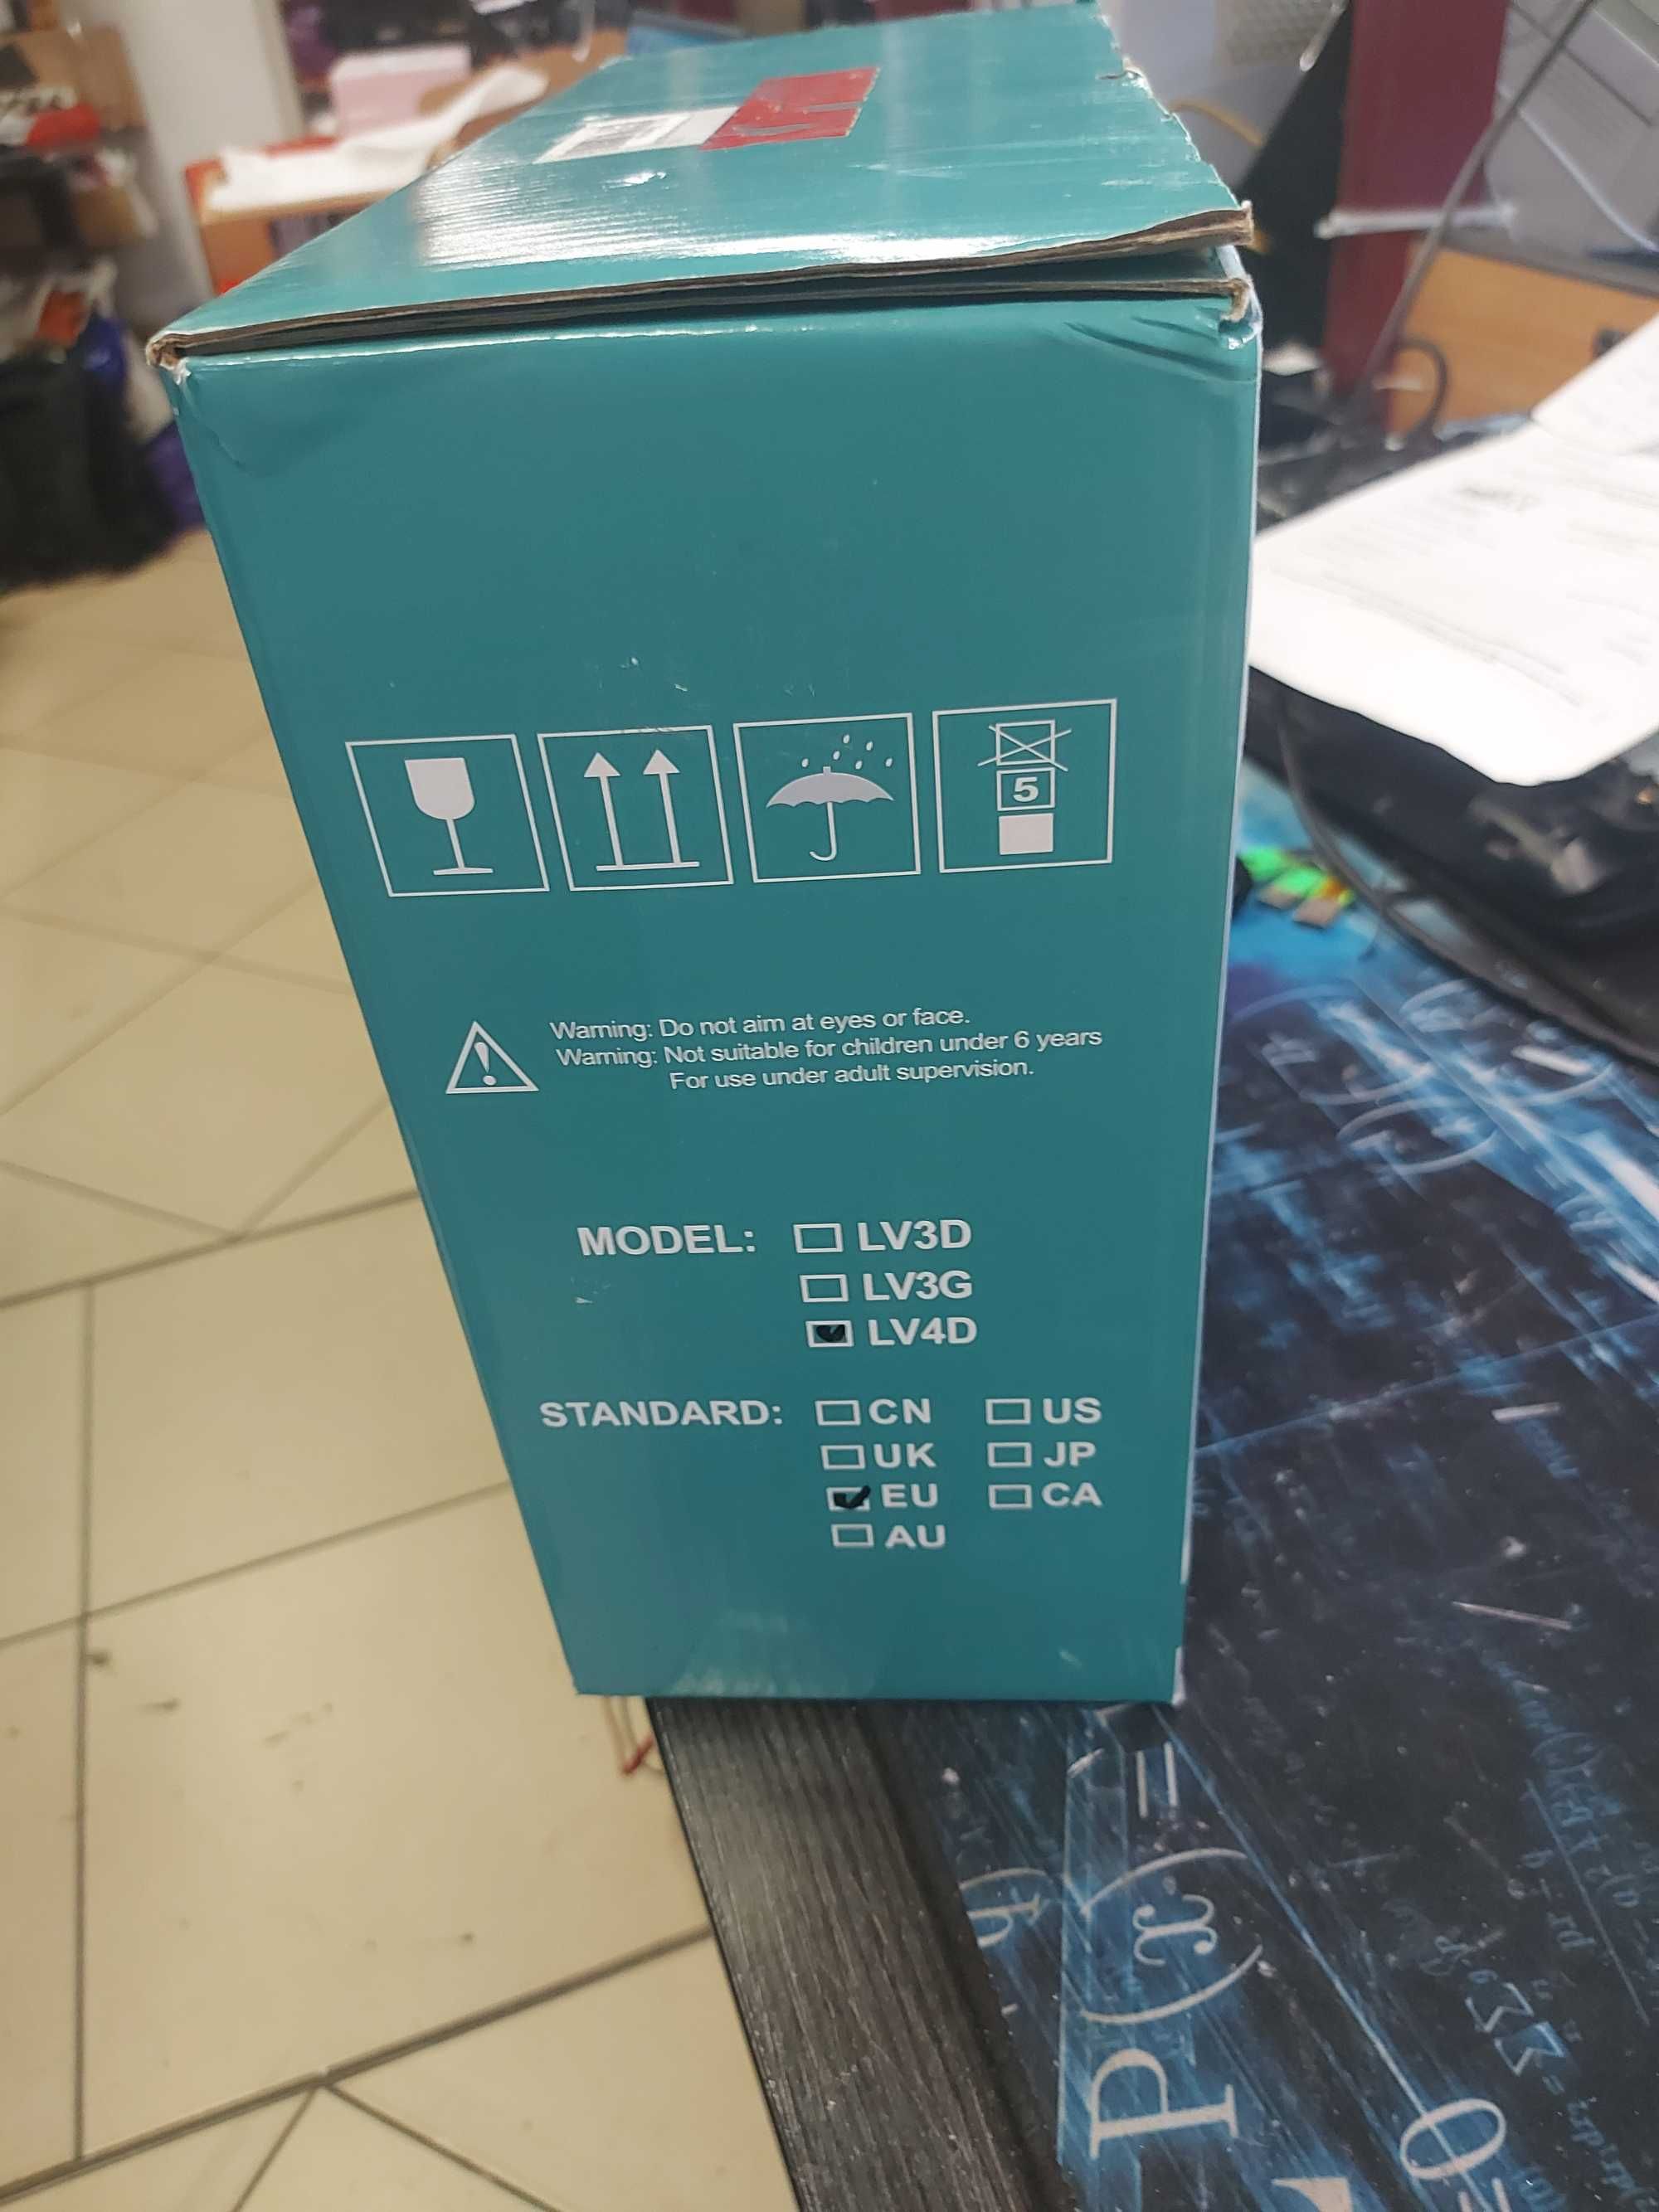 5
Warning: Do not aim at eyes or face.
Warning: Not suitable for children under 6 years
For use under adult supervision.
MODEL: LV3D
LV3G
LV4D
STANDARD: CN US
UK JP
EU CA
AU
P(x)=